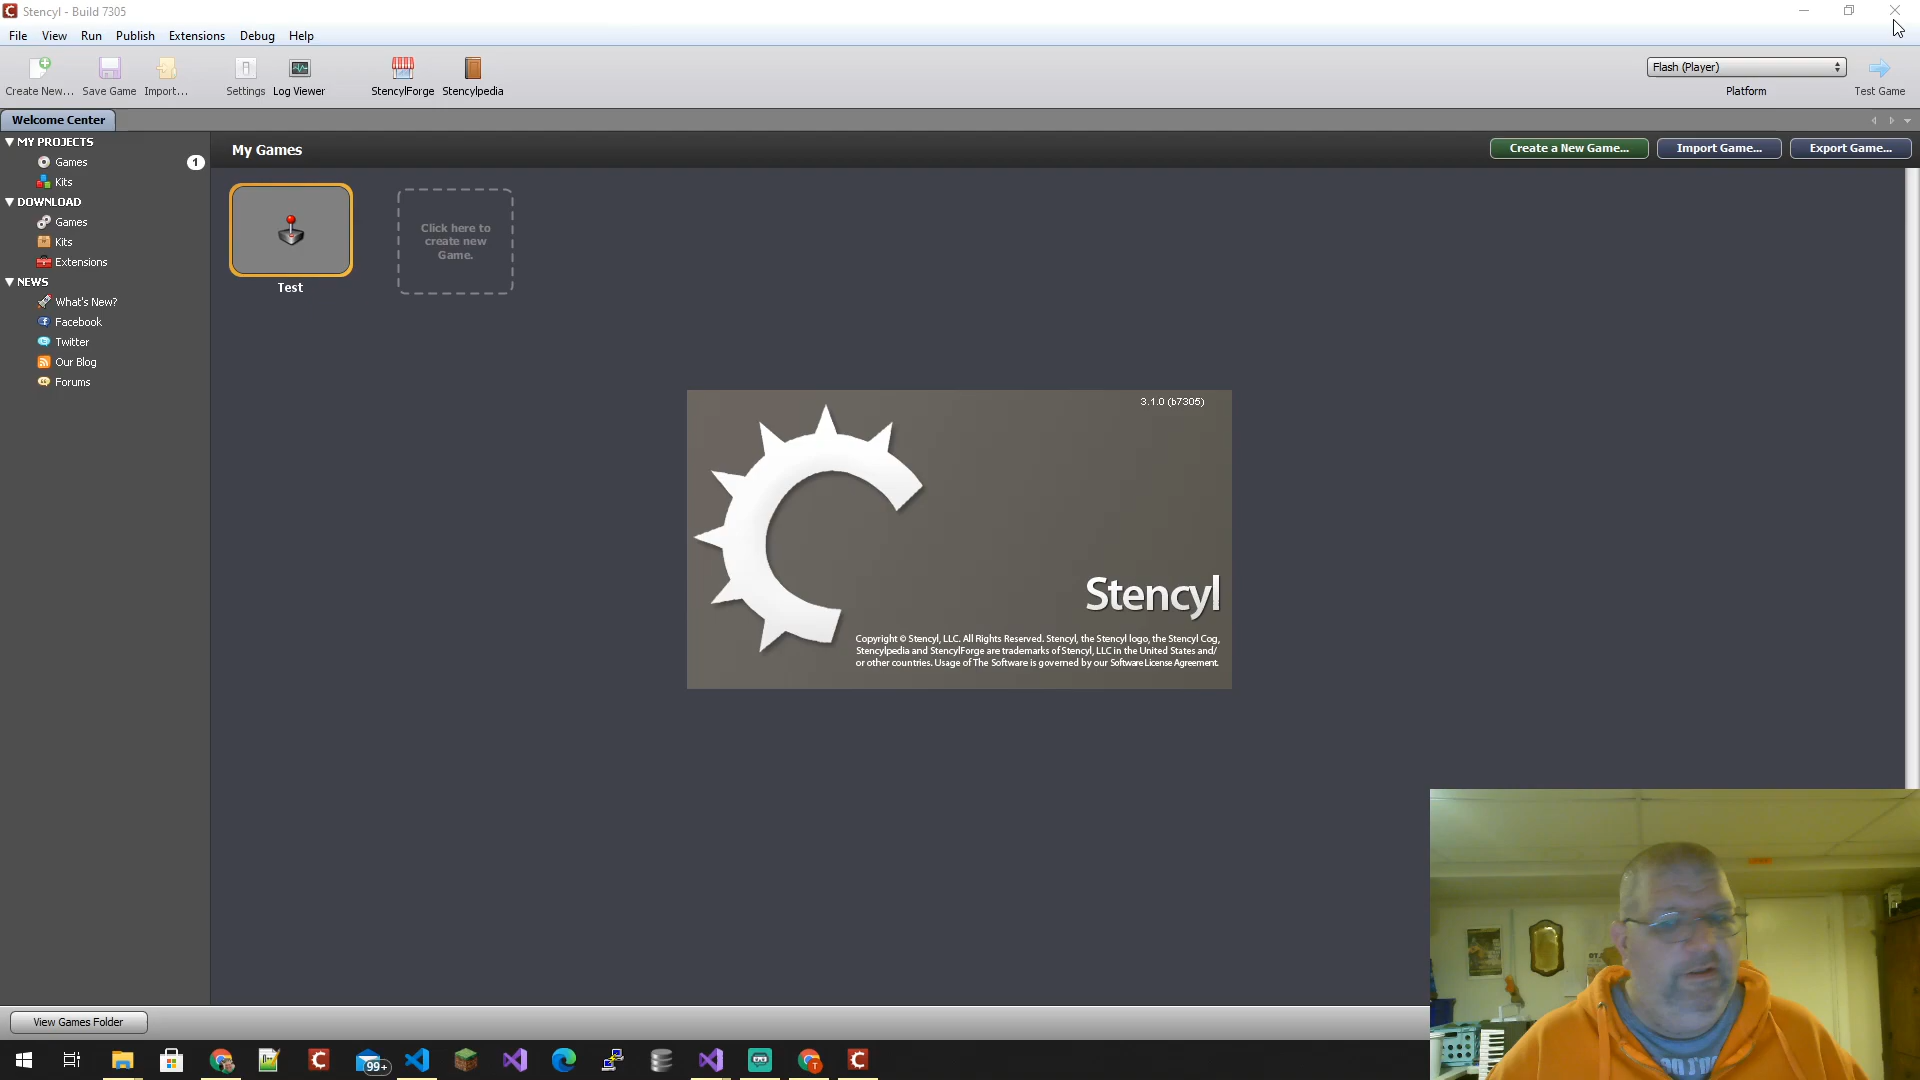 Stencyl - Build 7305
File View Run Publish Extensions Debug Help
Create New... Save Game Import... Settings Log Viewer StencylForge Stencylpedia
Flash (Player)
Platform
Test Game
Welcome Center
MY PROJECTS
Games 1
Kits
DOWNLOAD
Games
Kits
Extensions
NEWS
What's New?
Facebook
Twitter
Our Blog
Forums
My Games
Create a New Game... Import Game... Export Game...
Test
Click here to
create new
Game.
3.1.0 (b7305)
Stencyl
Copyright © Stencyl, LLC. All Rights Reserved. Stencyl, the Stencyl logo, the Stencyl Cog,
Stencylpedia and StencylForge are trademarks of Stencyl, LLC in the United States and/
or other countries. Usage of The Software is governed by our Software License Agreement.
View Games Folder
99+
T